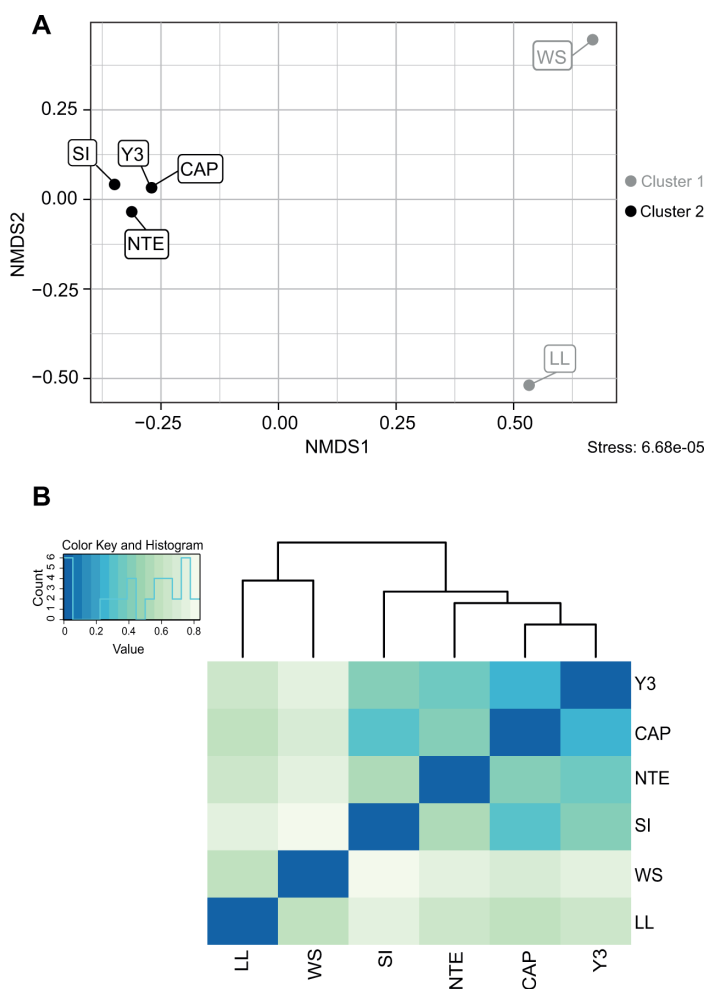 A
WS
0.25
SI
Y3
CAP
Cluster 1
0.00
Cluster 2
NTE
NMDS2
−0.25
LL
−0.50
−0.25
0.00
0.25
0.50
NMDS1
Stress: 6.68e-05
B
Color Key and Histogram
Count
0 1 2 3 4 5 6
0 0.2 0.4 0.6 0.8
Value
Y3
CAP
NTE
SI
WS
LL
LL WS SI NTE CAP Y3